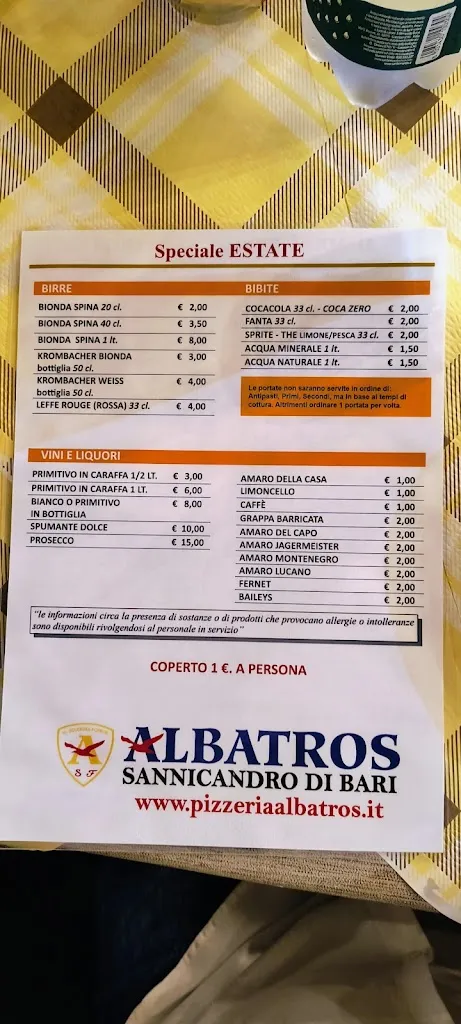 Speciale ESTATE
BIRRE
BIONDA SPINA 20 cl. € 2,00
BIONDA SPINA 40 cl. € 3,50
BIONDA SPINA 1 lt. € 8,00
KROMBACHER BIONDA € 3,00
bottiglia 50 cl.
KROMBACHER WEISS € 4,00
bottiglia 50 cl.
LEFFE ROUGE (ROSSA) 33 cl. € 4,00
BIBITE
COCACOLA 33 cl. - COCA ZERO € 2,00
FANTA 33 cl. € 2,00
SPRITE - THE LIMONE/PESCA 33 cl. € 2,00
ACQUA MINERALE 1 lt. € 1,50
ACQUA NATURALE 1 lt. € 1,50
Le portate non saranno servite in ordine di:
Antipasti, Primi, Secondi, ma in base ai tempi di
cottura. Altrimenti ordinare 1 portata per volta.
VINI E LIQUORI
PRIMITIVO IN CARAFFA 1/2 LT. € 3,00
PRIMITIVO IN CARAFFA 1 LT. € 6,00
BIANCO O PRIMITIVO € 8,00
IN BOTTIGLIA
SPUMANTE DOLCE € 10,00
PROSECCO € 15,00
AMARO DELLA CASA € 1,00
LIMONCELLO € 1,00
CAFFÈ € 1,00
GRAPPA BARRICATA € 2,00
AMARO DEL CAPO € 2,00
AMARO JAGERMEISTER € 2,00
AMARO MONTENEGRO € 2,00
AMARO LUCANO € 2,00
FERNET € 2,00
BAILEYS € 2,00
"le informazioni circa la presenza di sostanze o di prodotti che provocano allergie o intolleranze
sono disponibili rivolgendosi al personale in servizio"
COPERTO 1 €. A PERSONA
A
S F
ALBATROS
SANNICANDRO DI BARI
www.pizzeriaalbatros.it